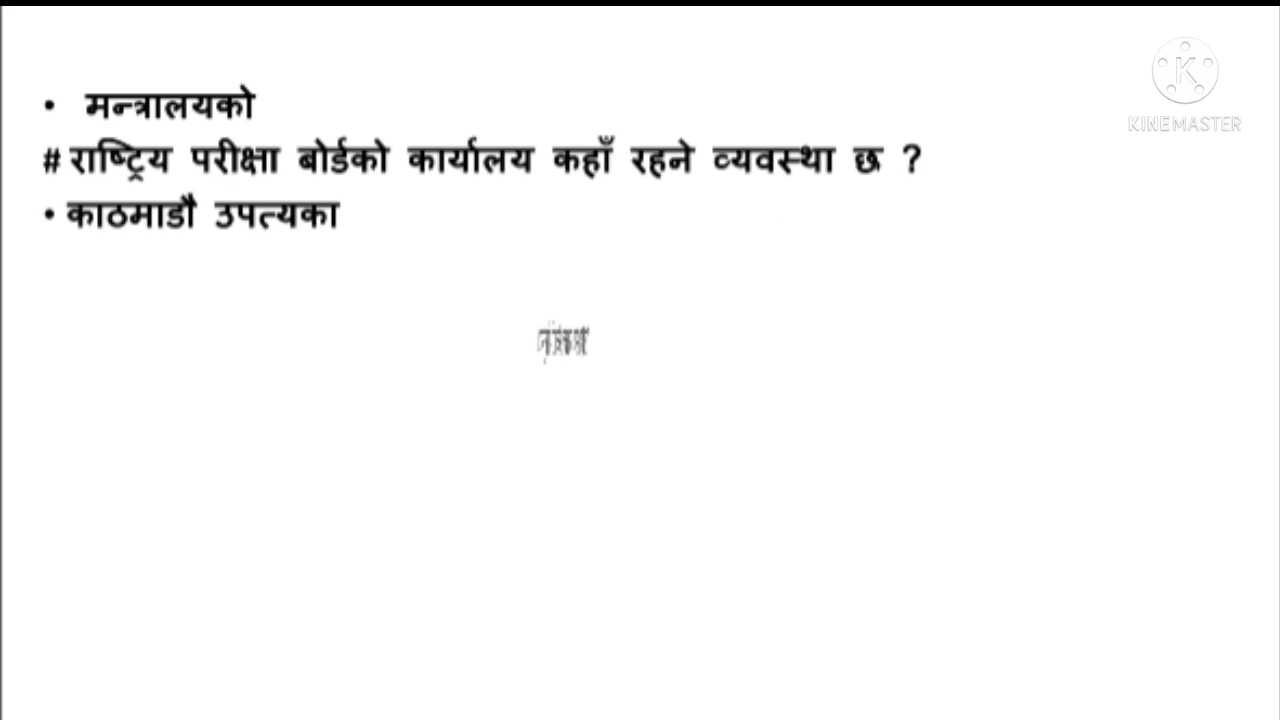 • मन्त्रालयको
# राष्ट्रिय परीक्षा बोर्डको कार्यालय कहाँ रहने व्यवस्था छ ?
• काठमाडौ उपत्यका
KINEMASTER